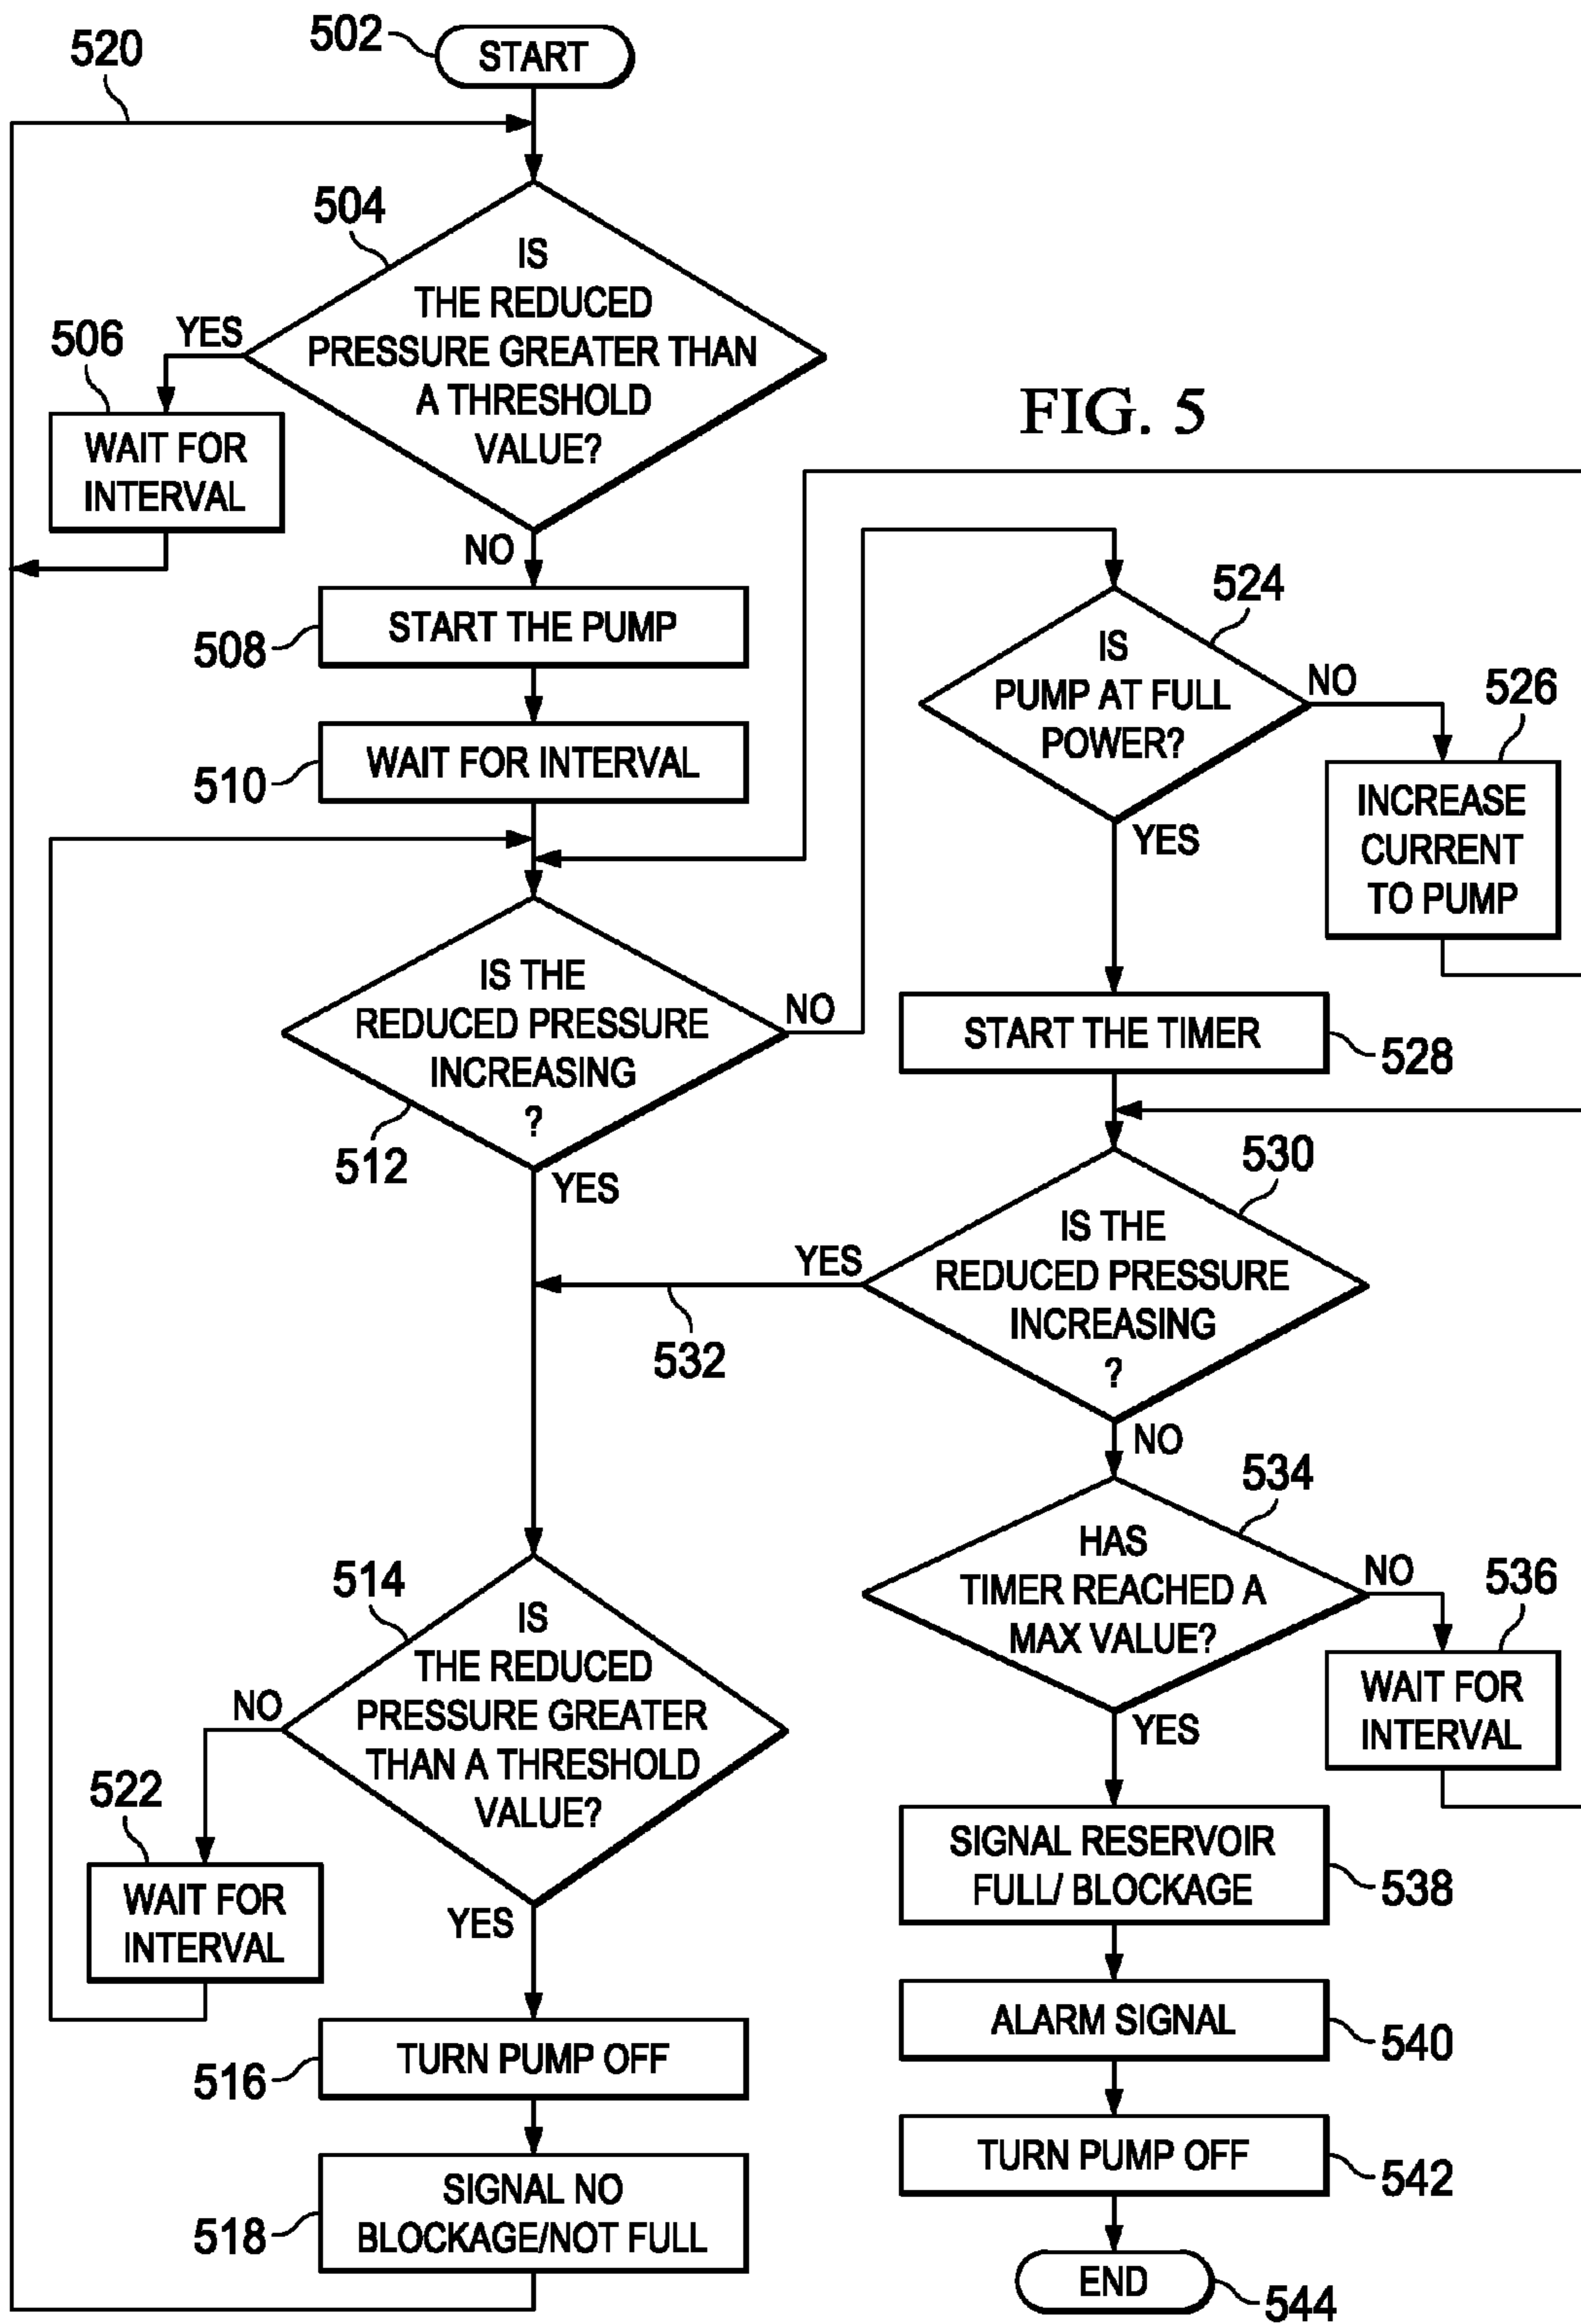 502
START
520
504
IS
THE REDUCED
PRESSURE GREATER THAN
A THRESHOLD
VALUE?
YES
506
WAIT FOR
INTERVAL
NO
FIG. 5
508
START THE PUMP
510
WAIT FOR INTERVAL
512
IS THE
REDUCED PRESSURE
INCREASING
?
NO
YES
524
IS
PUMP AT FULL
POWER?
NO
526
INCREASE
CURRENT
TO PUMP
YES
START THE TIMER
528
530
IS THE
REDUCED PRESSURE
INCREASING
?
YES
532
NO
534
HAS
TIMER REACHED A
MAX VALUE?
NO
536
WAIT FOR
INTERVAL
YES
514
IS
THE REDUCED
PRESSURE GREATER
THAN A THRESHOLD
VALUE?
NO
522
WAIT FOR
INTERVAL
YES
516
TURN PUMP OFF
518
SIGNAL NO
BLOCKAGE/NOT FULL
SIGNAL RESERVOIR
FULL/ BLOCKAGE
538
ALARM SIGNAL
540
TURN PUMP OFF
542
END
544